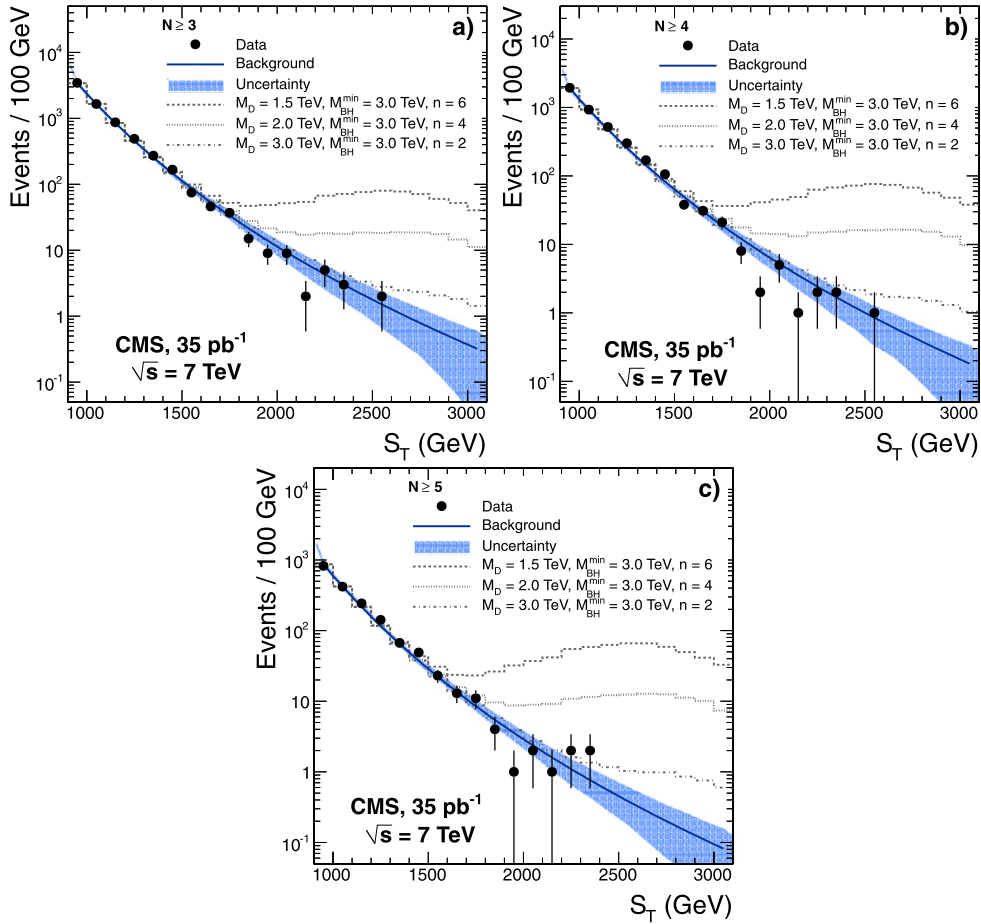 N ≥ 3
a)
Data
Background
Uncertainty
M_D = 1.5 TeV, M_BH^min = 3.0 TeV, n = 6
M_D = 2.0 TeV, M_BH^min = 3.0 TeV, n = 4
M_D = 3.0 TeV, M_BH^min = 3.0 TeV, n = 2
Events / 100 GeV
10^4
10^3
10^2
10
1
10^-1
CMS, 35 pb^-1
√s = 7 TeV
1000 1500 2000 2500 3000
S_T (GeV)
N ≥ 4
b)
Data
Background
Uncertainty
M_D = 1.5 TeV, M_BH^min = 3.0 TeV, n = 6
M_D = 2.0 TeV, M_BH^min = 3.0 TeV, n = 4
M_D = 3.0 TeV, M_BH^min = 3.0 TeV, n = 2
Events / 100 GeV
10^4
10^3
10^2
10
1
10^-1
CMS, 35 pb^-1
√s = 7 TeV
1000 1500 2000 2500 3000
S_T (GeV)
N ≥ 5
c)
Data
Background
Uncertainty
M_D = 1.5 TeV, M_BH^min = 3.0 TeV, n = 6
M_D = 2.0 TeV, M_BH^min = 3.0 TeV, n = 4
M_D = 3.0 TeV, M_BH^min = 3.0 TeV, n = 2
Events / 100 GeV
10^4
10^3
10^2
10
1
10^-1
CMS, 35 pb^-1
√s = 7 TeV
1000 1500 2000 2500 3000
S_T (GeV)